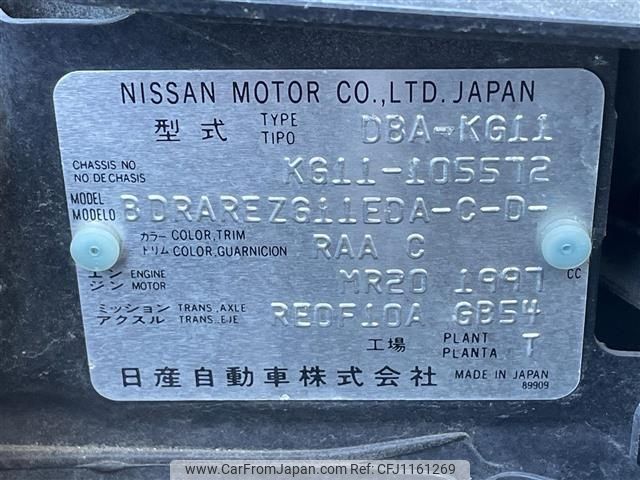 NISSAN MOTOR CO.,LTD. JAPAN
型式 TYPE TIPO DBA-KG11
CHASSIS NO. NO.DE CHASIS KG11-105572
MODEL MODELO BDRAREZG11EDA-C-D-
カラー COLOR,TRIM
トリム COLOR,GUARNICION RAA C
エンジン ENGINE MOTOR MR20 1997 CC
ミッション TRANS.,AXLE
アクスル TRANS.,EJE RE0F10A GB54
工場 PLANT PLANTA T
日産自動車株式会社 MADE IN JAPAN
89909
www.CarFromJapan.com - Ref:CFJ1161269